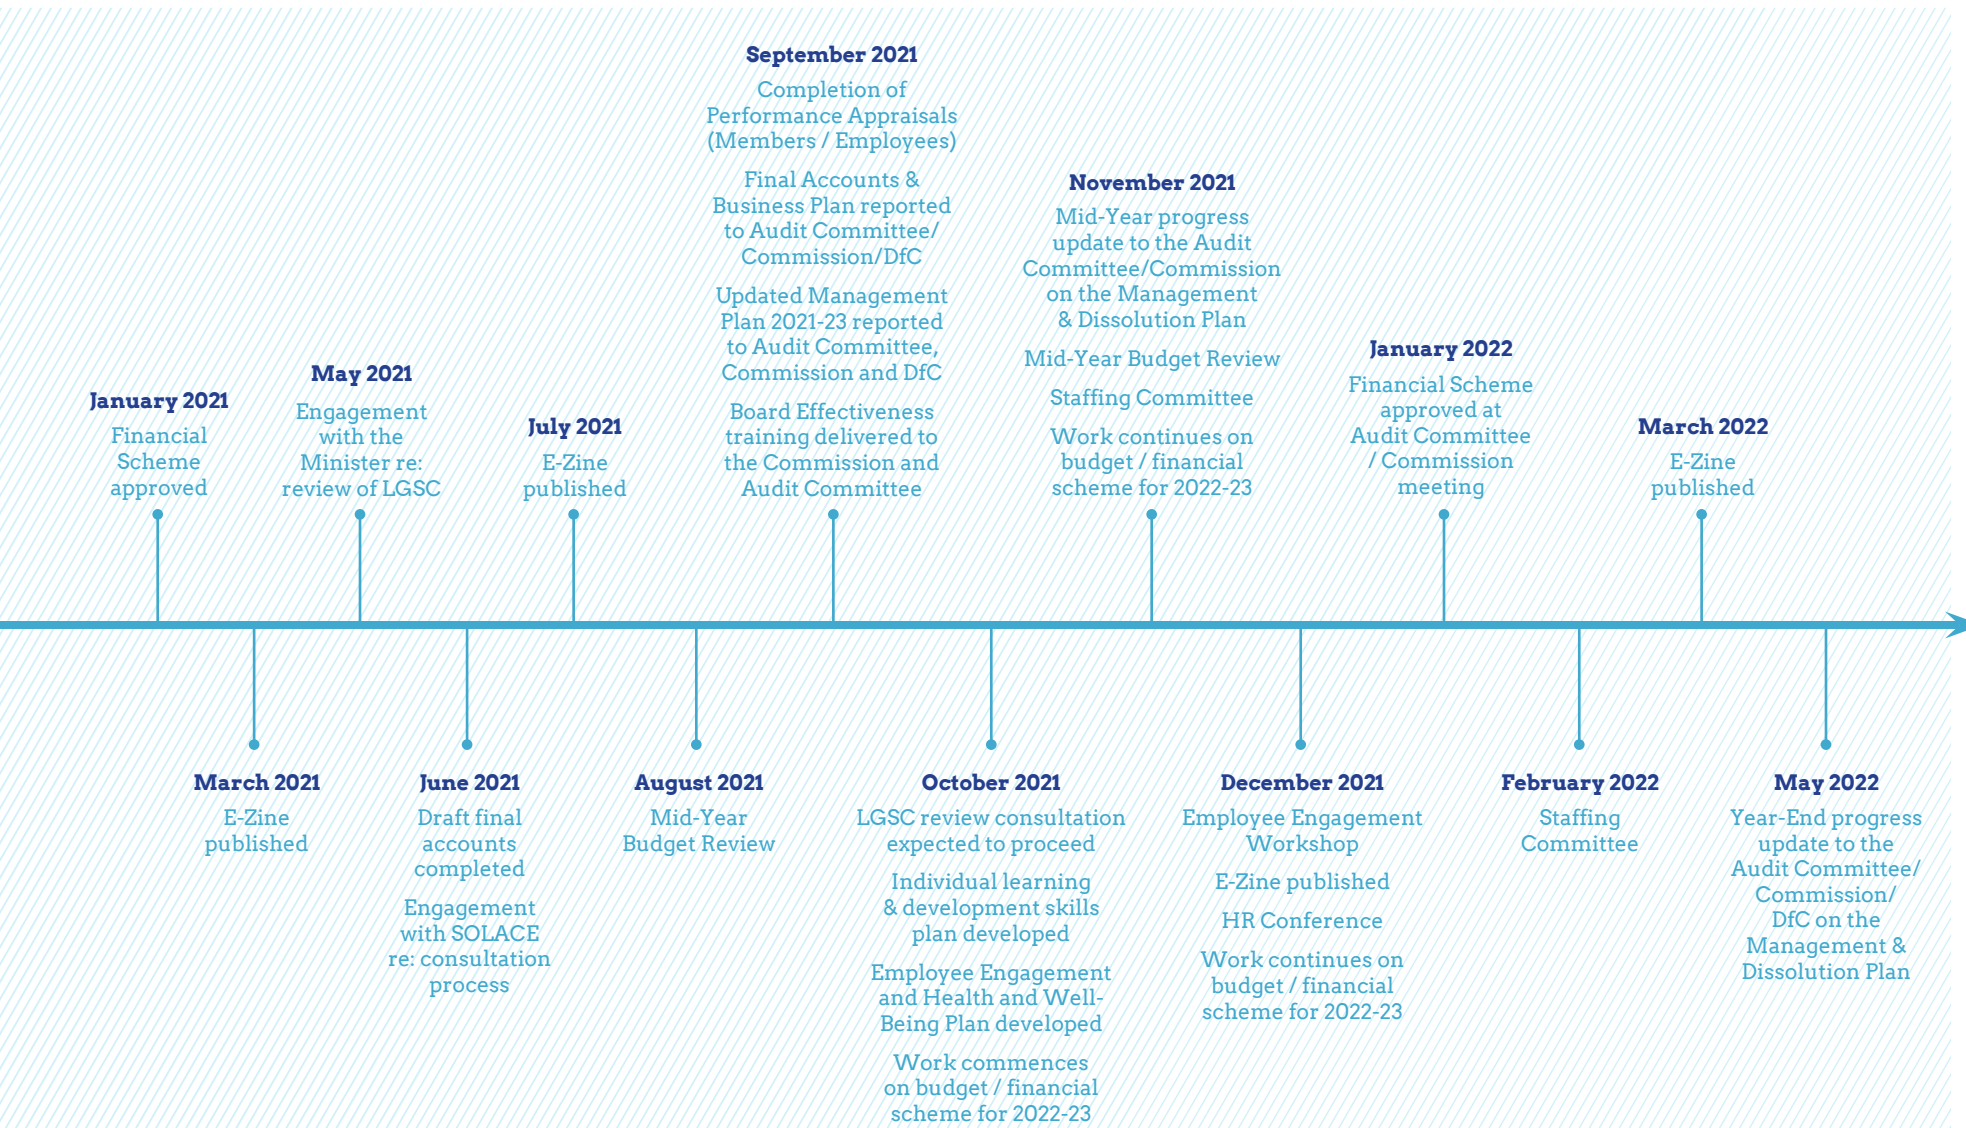 January 2021
Financial
Scheme
approved
March 2021
E-Zine
published
May 2021
Engagement
with the
Minister re:
review of LGSC
June 2021
Draft final
accounts
completed
Engagement
with SOLACE
re: consultation
process
July 2021
E-Zine
published
August 2021
Mid-Year
Budget Review
September 2021
Completion of
Performance Appraisals
(Members / Employees)
Final Accounts &
Business Plan reported
to Audit Committee/
Commission/DfC
Updated Management
Plan 2021-23 reported
to Audit Committee,
Commission and DfC
Board Effectiveness
training delivered to
the Commission and
Audit Committee
October 2021
LGSC review consultation
expected to proceed
Individual learning
& development skills
plan developed
Employee Engagement
and Health and Well-
Being Plan developed
Work commences
on budget / financial
scheme for 2022-23
November 2021
Mid-Year progress
update to the Audit
Committee/Commission
on the Management
& Dissolution Plan
Mid-Year Budget Review
Staffing Committee
Work continues on
budget / financial
scheme for 2022-23
December 2021
Employee Engagement
Workshop
E-Zine published
HR Conference
Work continues on
budget / financial
scheme for 2022-23
January 2022
Financial Scheme
approved at
Audit Committee
/ Commission
meeting
February 2022
Staffing
Committee
March 2022
E-Zine
published
May 2022
Year-End progress
update to the
Audit Committee/
Commission/
DfC on the
Management &
Dissolution Plan